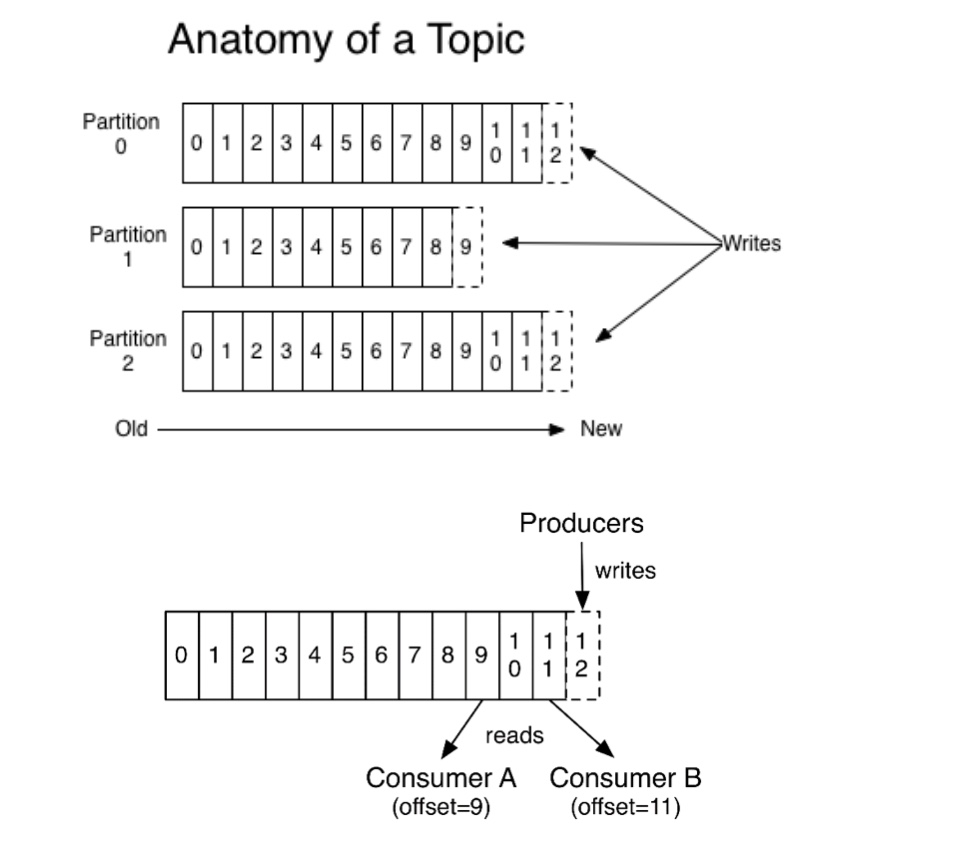 Anatomy of a Topic
Partition
0
0 1 2 3 4 5 6 7 8 9 10 11 12
Partition
1
0 1 2 3 4 5 6 7 8 9
Writes
Partition
2
0 1 2 3 4 5 6 7 8 9 10 11 12
Old New
Producers
writes
0 1 2 3 4 5 6 7 8 9 10 11 12
reads
Consumer A Consumer B
(offset=9) (offset=11)